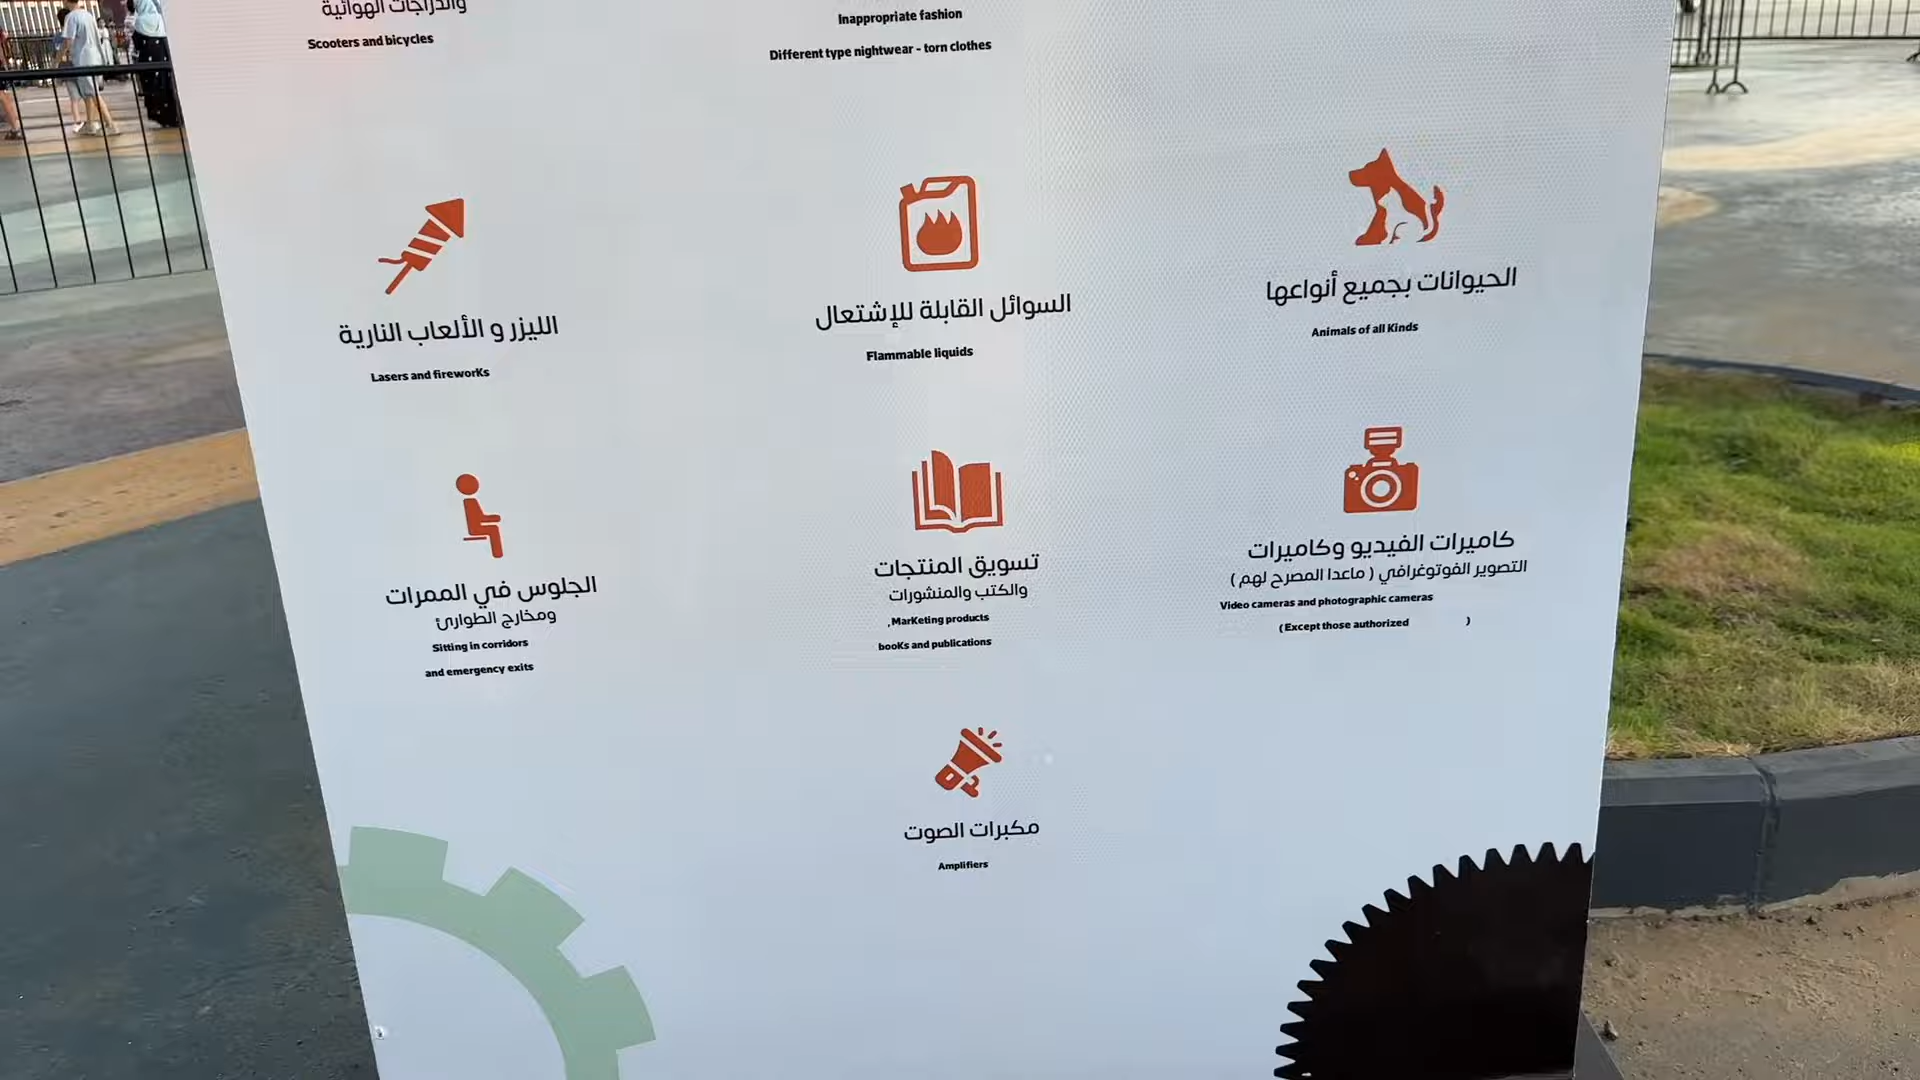 والدراجات الهوائية
Scooters and bicycles
Inappropriate fashion
Different type nightwear - torn clothes
الحيوانات بجميع أنواعها
Animals of all Kinds
السوائل القابلة للإشتعال
Flammable liquids
الليزر و الألعاب النارية
Lasers and fireworKs
كاميرات الفيديو وكاميرات
التصوير الفوتوغرافي ( ماعدا المصرح لهم )
Video cameras and photographic cameras
(Except those authorized )
تسويق المنتجات
والكتب والمنشورات
,MarKeting products
booKs and publications
الجلوس في الممرات
ومخارج الطوارئ
Sitting in corridors
and emergency exits
مكبرات الصوت
Amplifiers